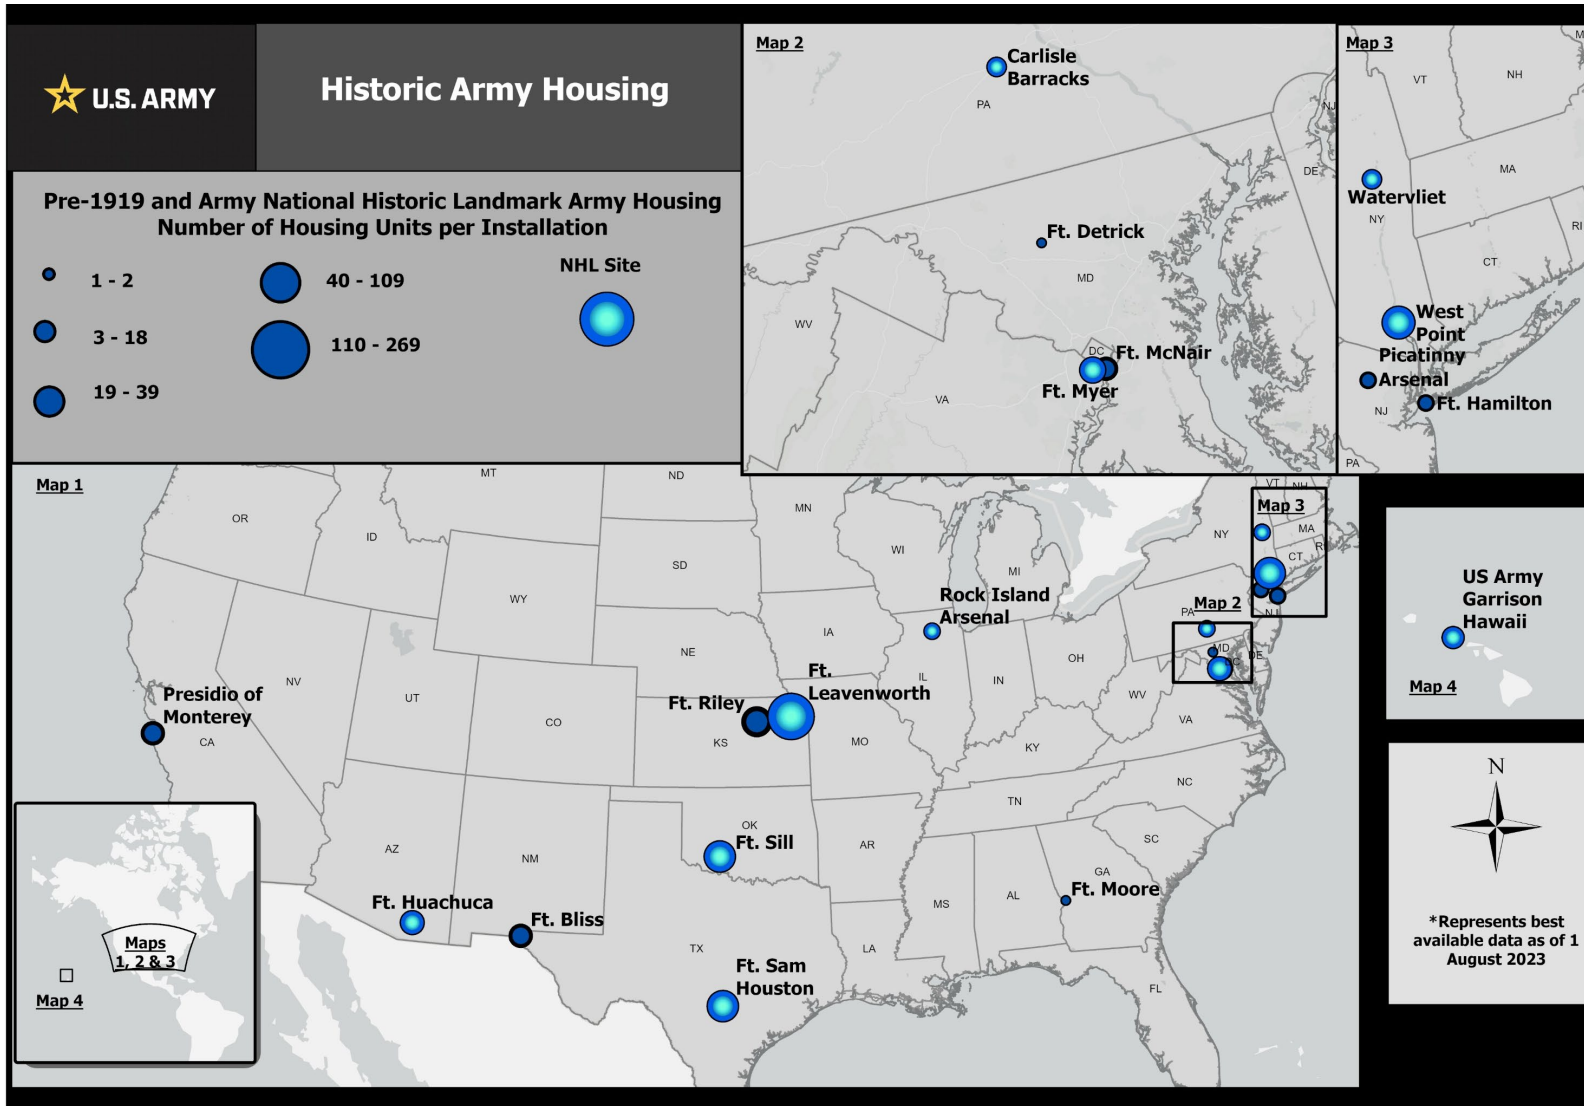 U.S. ARMY
Historic Army Housing
Pre-1919 and Army National Historic Landmark Army Housing
Number of Housing Units per Installation
1 - 2
3 - 18
19 - 39
40 - 109
110 - 269
NHL Site
Map 2
Carlisle
Barracks
PA
NJ
DE
Ft. Detrick
MD
WV
DC
Ft. McNair
Ft. Myer
VA
Map 3
VT
NH
MA
Watervliet
NY
RI
CT
West
Point
Picatinny
Arsenal
Ft. Hamilton
NJ
PA
Map 1
MT
ND
OR
ID
MN
WI
SD
MI
WY
NY
VT
NH
Map 3
MA
CT
Rock Island
Arsenal
Map 2
PA
NJ
IA
NE
OH
MD
DE
NV
UT
IL
IN
WV
Presidio of
Monterey
CA
CO
Ft. Riley
Ft.
Leavenworth
KS
MO
VA
KY
NC
TN
OK
Ft. Sill
AR
SC
AZ
NM
GA
Ft. Moore
MS
AL
Ft. Huachuca
Ft. Bliss
TX
LA
Ft. Sam
Houston
FL
Maps
1, 2 & 3
Map 4
US Army
Garrison
Hawaii
Map 4
N
*Represents best
available data as of 1
August 2023